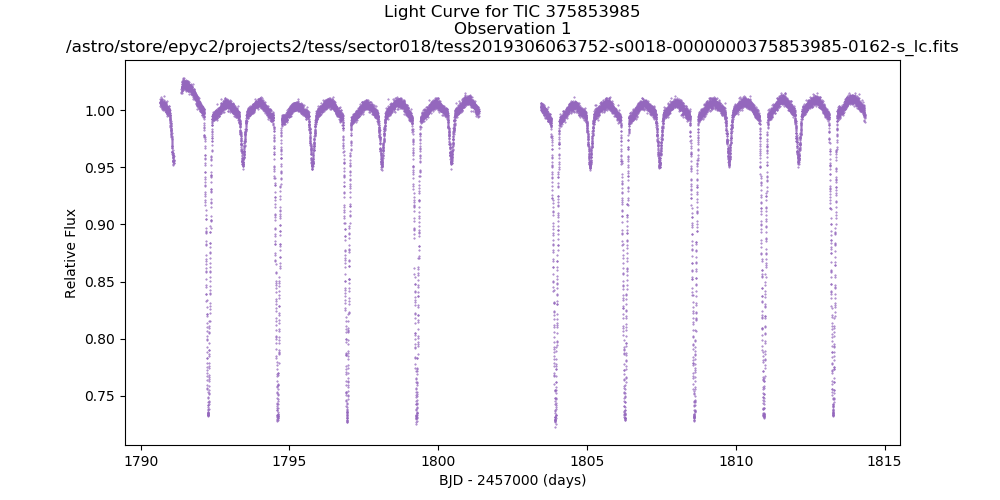 Light Curve for TIC 375853985
Observation 1
/astro/store/epyc2/projects2/tess/sector018/tess2019306063752-s0018-0000000375853985-0162-s_lc.fits
1.00
0.95
0.90
0.85
0.80
0.75
Relative Flux
1790
1795
1800
1805
1810
1815
BJD - 2457000 (days)